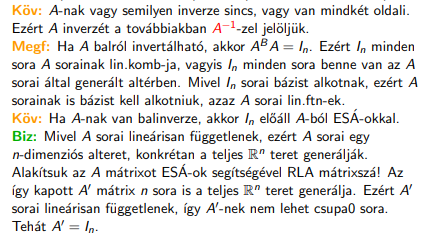 Köv: A-nak vagy semilyen inverze sincs, vagy van mindkét oldali.
Ezért A inverzét a továbbiakban A⁻¹-zel jelöljük.
Megf: Ha A balról invertálható, akkor AᴮA = Iₙ. Ezért Iₙ minden
sora A sorainak lin.komb-ja, vagyis Iₙ minden sora benne van az A
sorai által generált altérben. Mivel Iₙ sorai bázist alkotnak, ezért A
sorainak is bázist kell alkotniuk, azaz A sorai lin.ftn-ek.
Köv: Ha A-nak van balinverze, akkor Iₙ előáll A-ból ESÁ-okkal.
Biz: Mivel A sorai lineárisan függetlenek, ezért A sorai egy
n-dimenziós alteret, konkrétan a teljes ℝⁿ teret generálják.
Alakítsuk az A mátrixot ESÁ-ok segítségével RLA mátrixszá! Az
így kapott A′ mátrix n sora is a teljes ℝⁿ teret generálja. Ezért A′
sorai lineárisan függetlenek, így A′-nek nem lehet csupa0 sora.
Tehát A′ = Iₙ.